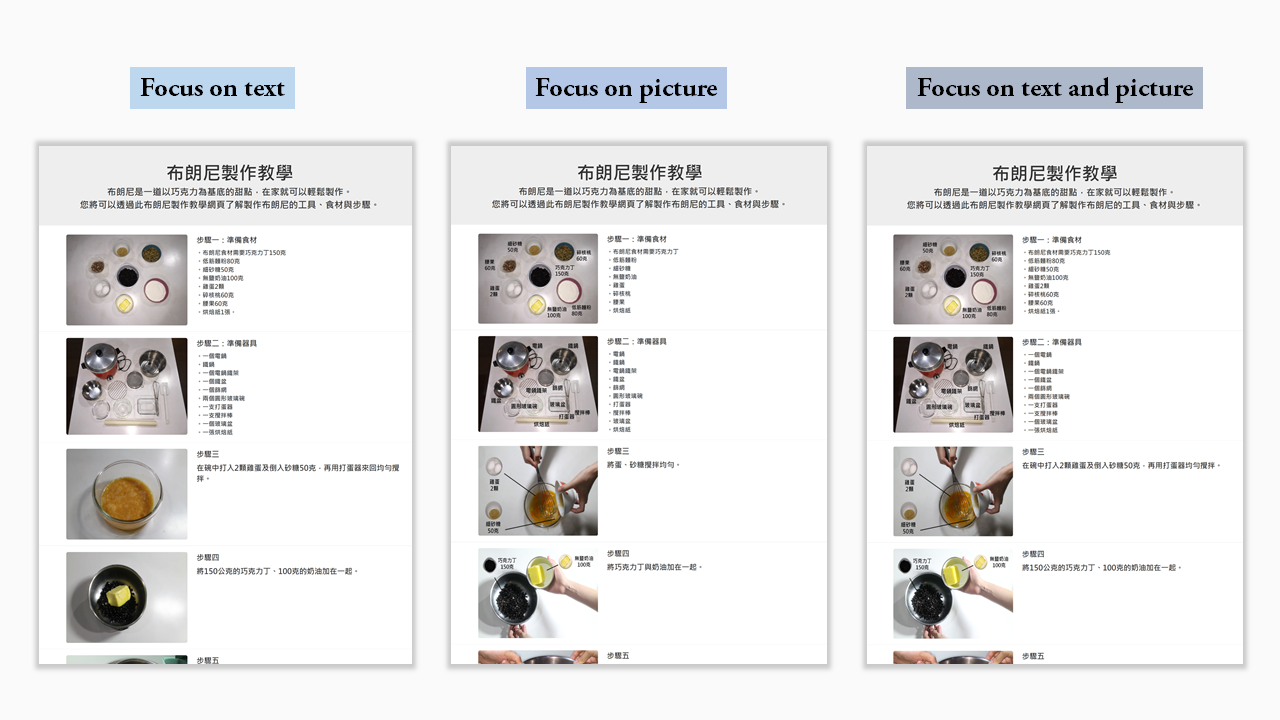 Focus on text
布朗尼製作教學
布朗尼是一道以巧克力為基底的甜點，在家就可以輕鬆製作。
您將可以透過此布朗尼製作教學網頁了解製作布朗尼的工具、食材與步驟。
步驟一：準備食材
◦布朗尼食材需要巧克力丁150克
◦低筋麵粉80克
◦細砂糖50克
◦無鹽奶油100克
◦雞蛋2顆
◦碎核桃60克
◦腰果60克
◦烘焙紙1張。
步驟二：準備器具
◦一個電鍋
◦鐵鍋
◦一個電鍋鐵架
◦一個鐵盆
◦一個篩網
◦兩個圓形玻璃碗
◦一支打蛋器
◦一支攪拌棒
◦一個玻璃盆
◦一張烘焙紙
步驟三
在碗中打入2顆雞蛋及倒入砂糖50克，再用打蛋器來回均勻攪
拌。
步驟四
將150公克的巧克力丁、100克的奶油加在一起。
步驟五
Focus on picture
布朗尼製作教學
布朗尼是一道以巧克力為基底的甜點，在家就可以輕鬆製作。
您將可以透過此布朗尼製作教學網頁了解製作布朗尼的工具、食材與步驟。
細砂糖
50克
碎核桃
60克
腰果
60克
巧克力丁
150克
雞蛋
2顆
無鹽奶油
100克
低筋麵粉
80克
步驟一：準備食材
◦布朗尼食材需要巧克力丁
◦低筋麵粉
◦細砂糖
◦無鹽奶油
◦雞蛋
◦碎核桃
◦腰果
◦烘焙紙
電鍋
鐵鍋
電鍋鐵架
篩網
鐵盆
圓形玻璃碗
玻璃盆
攪拌棒
打蛋器
烘焙紙
步驟二：準備器具
◦電鍋
◦鐵鍋
◦電鍋鐵架
◦鐵盆
◦篩網
◦圓形玻璃碗
◦打蛋器
◦攪拌棒
◦玻璃盆
◦烘焙紙
雞蛋
2顆
細砂糖
50克
步驟三
將蛋、砂糖攪拌均勻。
巧克力丁
150克
無鹽奶油
100克
步驟四
將巧克力丁與奶油加在一起。
步驟五
Focus on text and picture
布朗尼製作教學
布朗尼是一道以巧克力為基底的甜點，在家就可以輕鬆製作。
您將可以透過此布朗尼製作教學網頁了解製作布朗尼的工具、食材與步驟。
細砂糖
50克
碎核桃
60克
腰果
60克
巧克力丁
150克
雞蛋
2顆
無鹽奶油
100克
低筋麵粉
80克
步驟一：準備食材
◦布朗尼食材需要巧克力丁150克
◦低筋麵粉80克
◦細砂糖50克
◦無鹽奶油100克
◦雞蛋2顆
◦碎核桃60克
◦腰果60克
◦烘焙紙1張。
電鍋
鐵鍋
電鍋鐵架
篩網
鐵盆
圓形玻璃碗
玻璃盆
攪拌棒
打蛋器
烘焙紙
步驟二：準備器具
◦一個電鍋
◦鐵鍋
◦一個電鍋鐵架
◦一個鐵盆
◦一個篩網
◦兩個圓形玻璃碗
◦一支打蛋器
◦一支攪拌棒
◦一個玻璃盆
◦一張烘焙紙
雞蛋
2顆
細砂糖
50克
步驟三
在碗中打入2顆雞蛋及倒入砂糖50克，再用打蛋器均勻攪拌。
巧克力丁
150克
無鹽奶油
100克
步驟四
將150公克的巧克力丁、100克的奶油加在一起。
步驟五